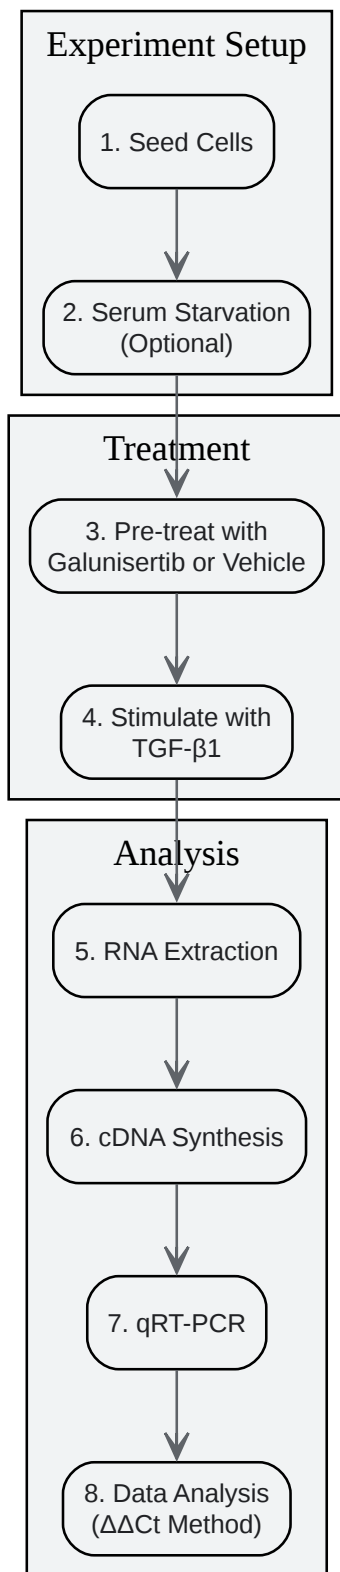 Experiment Setup
1. Seed Cells
2. Serum Starvation
(Optional)
Treatment
3. Pre-treat with
Galunisertib or Vehicle
4. Stimulate with
TGF-β1
Analysis
5. RNA Extraction
6. cDNA Synthesis
7. qRT-PCR
8. Data Analysis
(ΔΔCt Method)